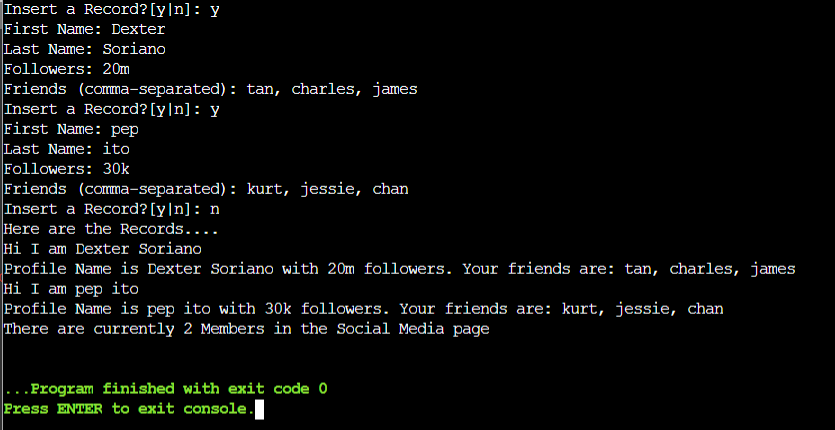 Insert a Record?[y|n]: y
First Name: Dexter
Last Name: Soriano
Followers: 20m
Friends (comma-separated): tan, charles, james
Insert a Record?[y|n]: y
First Name: pep
Last Name: ito
Followers: 30k
Friends (comma-separated): kurt, jessie, chan
Insert a Record?[y|n]: n
Here are the Records....
Hi I am Dexter Soriano
Profile Name is Dexter Soriano with 20m followers. Your friends are: tan, charles, james
Hi I am pep ito
Profile Name is pep ito with 30k followers. Your friends are: kurt, jessie, chan
There are currently 2 Members in the Social Media page
...Program finished with exit code 0
Press ENTER to exit console.